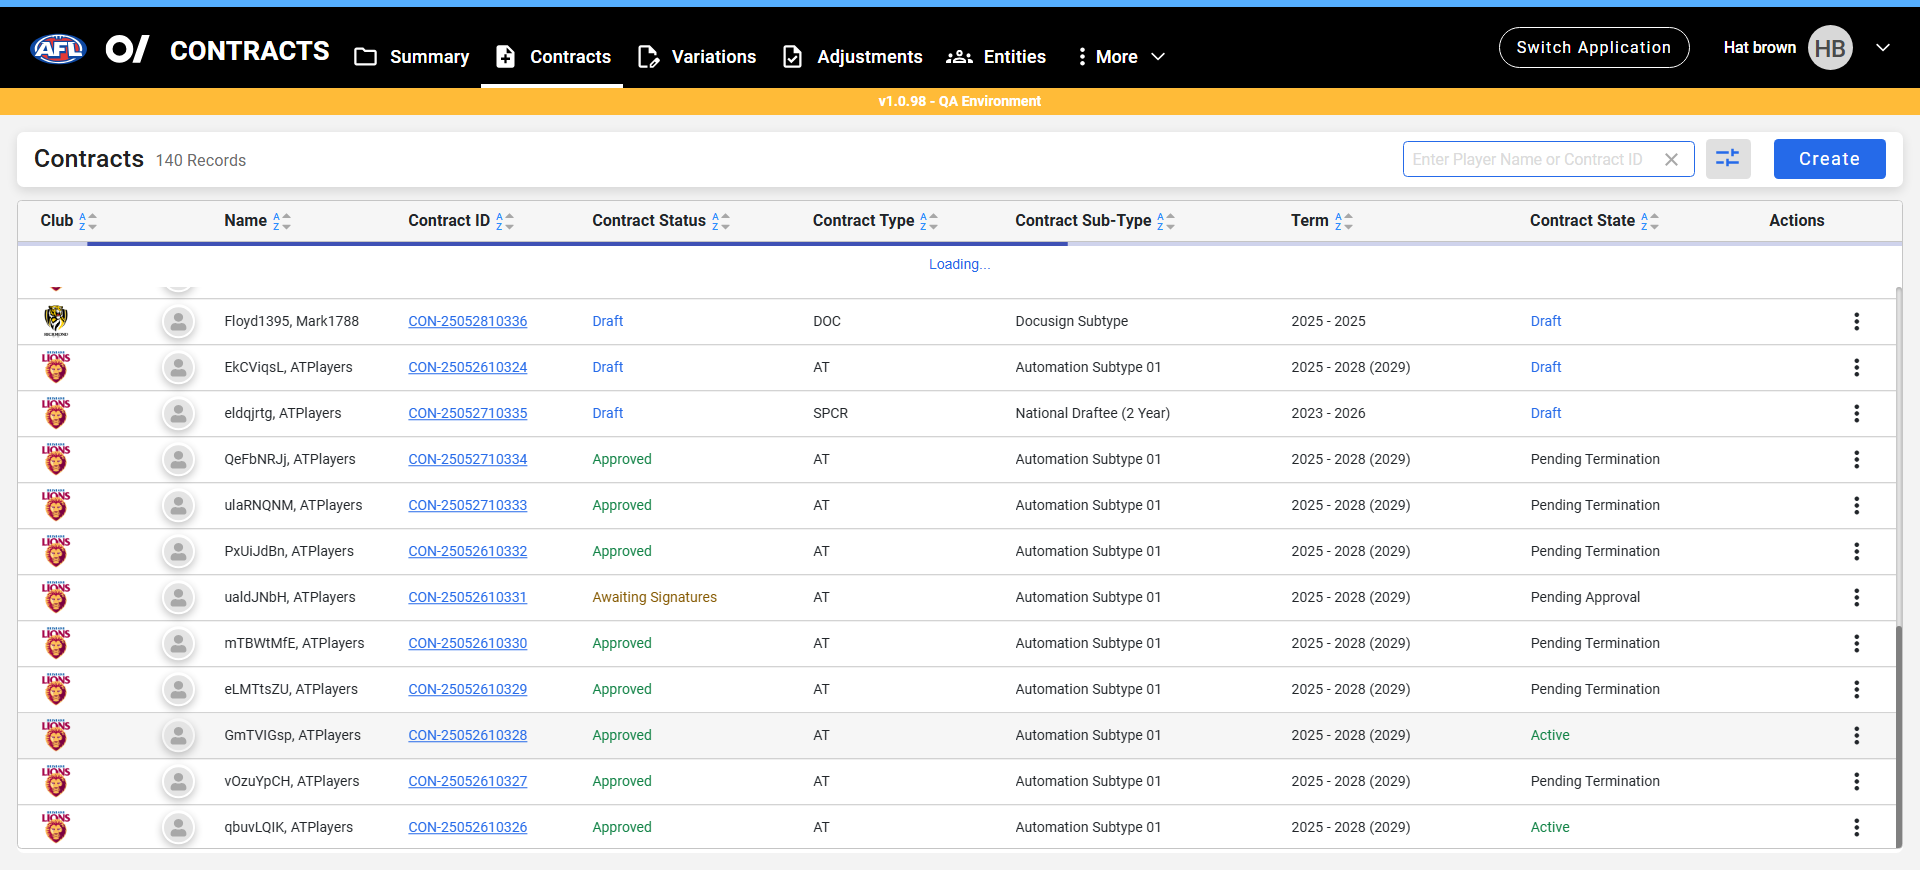 AFL CONTRACTS Summary Contracts Variations Adjustments Entities More Switch Application Hat brown HB
v1.0.98 - QA Environment
Contracts 140 Records Enter Player Name or Contract ID Create
Club Name Contract ID Contract Status Contract Type Contract Sub-Type Term Contract State Actions
Loading...
RICHMOND Floyd1395, Mark1788 CON-25052810336 Draft DOC Docusign Subtype 2025 - 2025 Draft
LIONS EkCViqsL, ATPlayers CON-25052610324 Draft AT Automation Subtype 01 2025 - 2028 (2029) Draft
LIONS eldqjrtg, ATPlayers CON-25052710335 Draft SPCR National Draftee (2 Year) 2023 - 2026 Draft
LIONS QeFbNRJj, ATPlayers CON-25052710334 Approved AT Automation Subtype 01 2025 - 2028 (2029) Pending Termination
LIONS ulaRNQNM, ATPlayers CON-25052710333 Approved AT Automation Subtype 01 2025 - 2028 (2029) Pending Termination
LIONS PxUiJdBn, ATPlayers CON-25052610332 Approved AT Automation Subtype 01 2025 - 2028 (2029) Pending Termination
LIONS ualdJNbH, ATPlayers CON-25052610331 Awaiting Signatures AT Automation Subtype 01 2025 - 2028 (2029) Pending Approval
LIONS mTBWtMfE, ATPlayers CON-25052610330 Approved AT Automation Subtype 01 2025 - 2028 (2029) Pending Termination
LIONS eLMTtsZU, ATPlayers CON-25052610329 Approved AT Automation Subtype 01 2025 - 2028 (2029) Pending Termination
LIONS GmTVIGsp, ATPlayers CON-25052610328 Approved AT Automation Subtype 01 2025 - 2028 (2029) Active
LIONS vOzuYpCH, ATPlayers CON-25052610327 Approved AT Automation Subtype 01 2025 - 2028 (2029) Pending Termination
LIONS qbuvLQIK, ATPlayers CON-25052610326 Approved AT Automation Subtype 01 2025 - 2028 (2029) Active